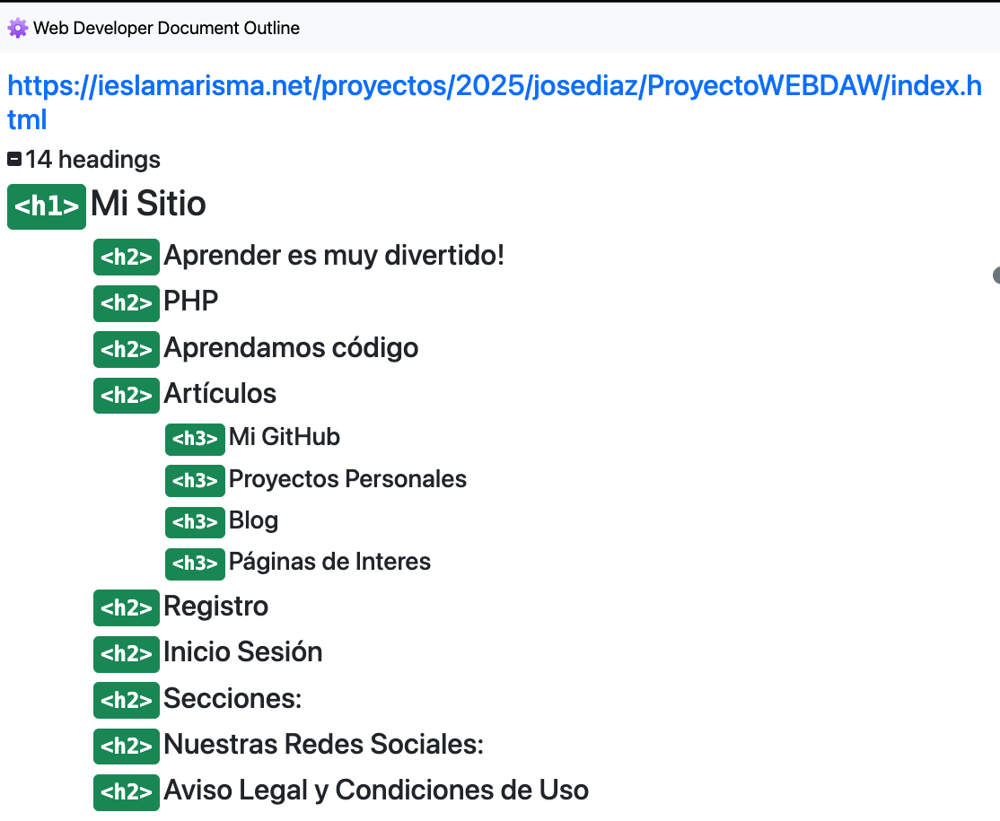 Web Developer Document Outline
https://ieslamarisma.net/proyectos/2025/josediaz/ProyectoWEBDAW/index.h
tml
14 headings
<h1> Mi Sitio
<h2> Aprender es muy divertido!
<h2> PHP
<h2> Aprendamos código
<h2> Artículos
<h3> Mi GitHub
<h3> Proyectos Personales
<h3> Blog
<h3> Páginas de Interes
<h2> Registro
<h2> Inicio Sesión
<h2> Secciones:
<h2> Nuestras Redes Sociales:
<h2> Aviso Legal y Condiciones de Uso